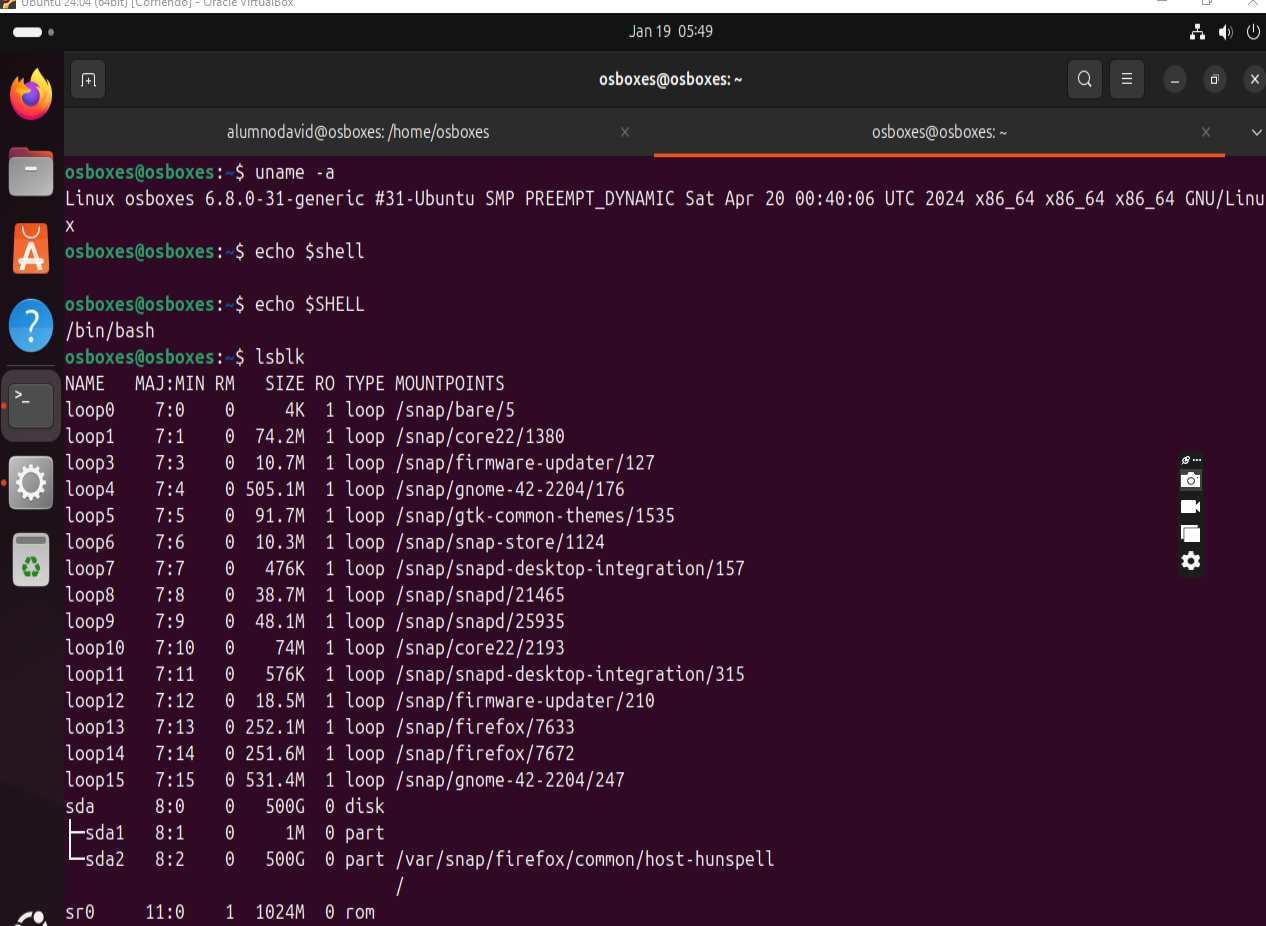 Ubuntu 24.04 (64bit) [Corriendo] - Oracle VirtualBox
Jan 19 05:49
osboxes@osboxes: ~
alumnodavid@osboxes: /home/osboxes
osboxes@osboxes: ~
osboxes@osboxes:~$ uname -a
Linux osboxes 6.8.0-31-generic #31-Ubuntu SMP PREEMPT_DYNAMIC Sat Apr 20 00:40:06 UTC 2024 x86_64 x86_64 x86_64 GNU/Linu
x
osboxes@osboxes:~$ echo $shell

osboxes@osboxes:~$ echo $SHELL
/bin/bash
osboxes@osboxes:~$ lsblk
NAME MAJ:MIN RM SIZE RO TYPE MOUNTPOINTS
loop0 7:0 0 4K 1 loop /snap/bare/5
loop1 7:1 0 74.2M 1 loop /snap/core22/1380
loop3 7:3 0 10.7M 1 loop /snap/firmware-updater/127
loop4 7:4 0 505.1M 1 loop /snap/gnome-42-2204/176
loop5 7:5 0 91.7M 1 loop /snap/gtk-common-themes/1535
loop6 7:6 0 10.3M 1 loop /snap/snap-store/1124
loop7 7:7 0 476K 1 loop /snap/snapd-desktop-integration/157
loop8 7:8 0 38.7M 1 loop /snap/snapd/21465
loop9 7:9 0 48.1M 1 loop /snap/snapd/25935
loop10 7:10 0 74M 1 loop /snap/core22/2193
loop11 7:11 0 576K 1 loop /snap/snapd-desktop-integration/315
loop12 7:12 0 18.5M 1 loop /snap/firmware-updater/210
loop13 7:13 0 252.1M 1 loop /snap/firefox/7633
loop14 7:14 0 251.6M 1 loop /snap/firefox/7672
loop15 7:15 0 531.4M 1 loop /snap/gnome-42-2204/247
sda 8:0 0 500G 0 disk
├─sda1 8:1 0 1M 0 part
└─sda2 8:2 0 500G 0 part /var/snap/firefox/common/host-hunspell
/
sr0 11:0 1 1024M 0 rom